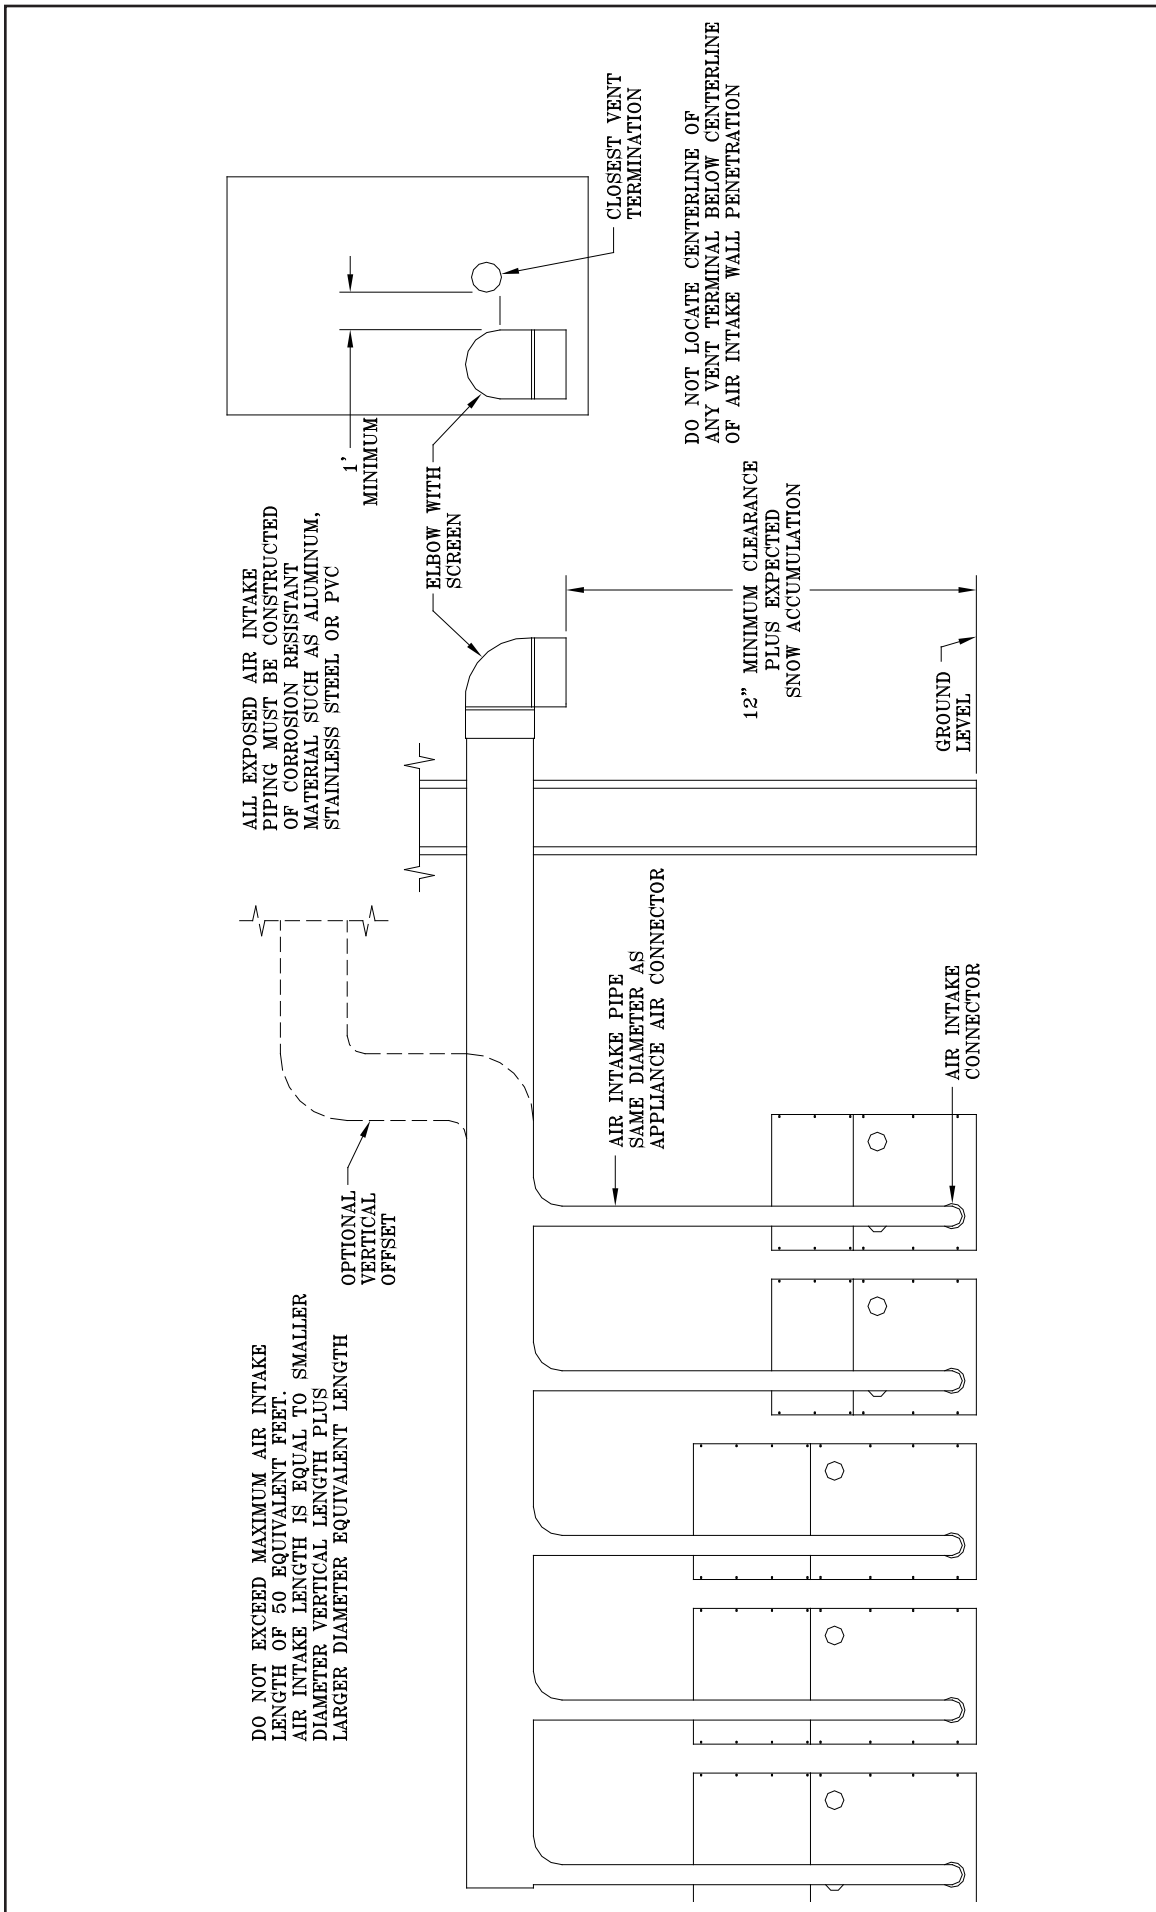 DO NOT EXCEED MAXIMUM AIR INTAKE
LENGTH OF 50 EQUIVALENT FEET.
AIR INTAKE LENGTH IS EQUAL TO SMALLER
DIAMETER VERTICAL LENGTH PLUS
LARGER DIAMETER EQUIVALENT LENGTH
OPTIONAL
VERTICAL
OFFSET
ALL EXPOSED AIR INTAKE
PIPING MUST BE CONSTRUCTED
OF CORROSION RESISTANT
MATERIAL SUCH AS ALUMINUM,
STAINLESS STEEL OR PVC
1'
MINIMUM
ELBOW WITH
SCREEN
CLOSEST VENT
TERMINATION
DO NOT LOCATE CENTERLINE OF
ANY VENT TERMINAL BELOW CENTERLINE
OF AIR INTAKE WALL PENETRATION
AIR INTAKE PIPE
SAME DIAMETER AS
APPLIANCE AIR CONNECTOR
12" MINIMUM CLEARANCE
PLUS EXPECTED
SNOW ACCUMULATION
AIR INTAKE
CONNECTOR
GROUND
LEVEL